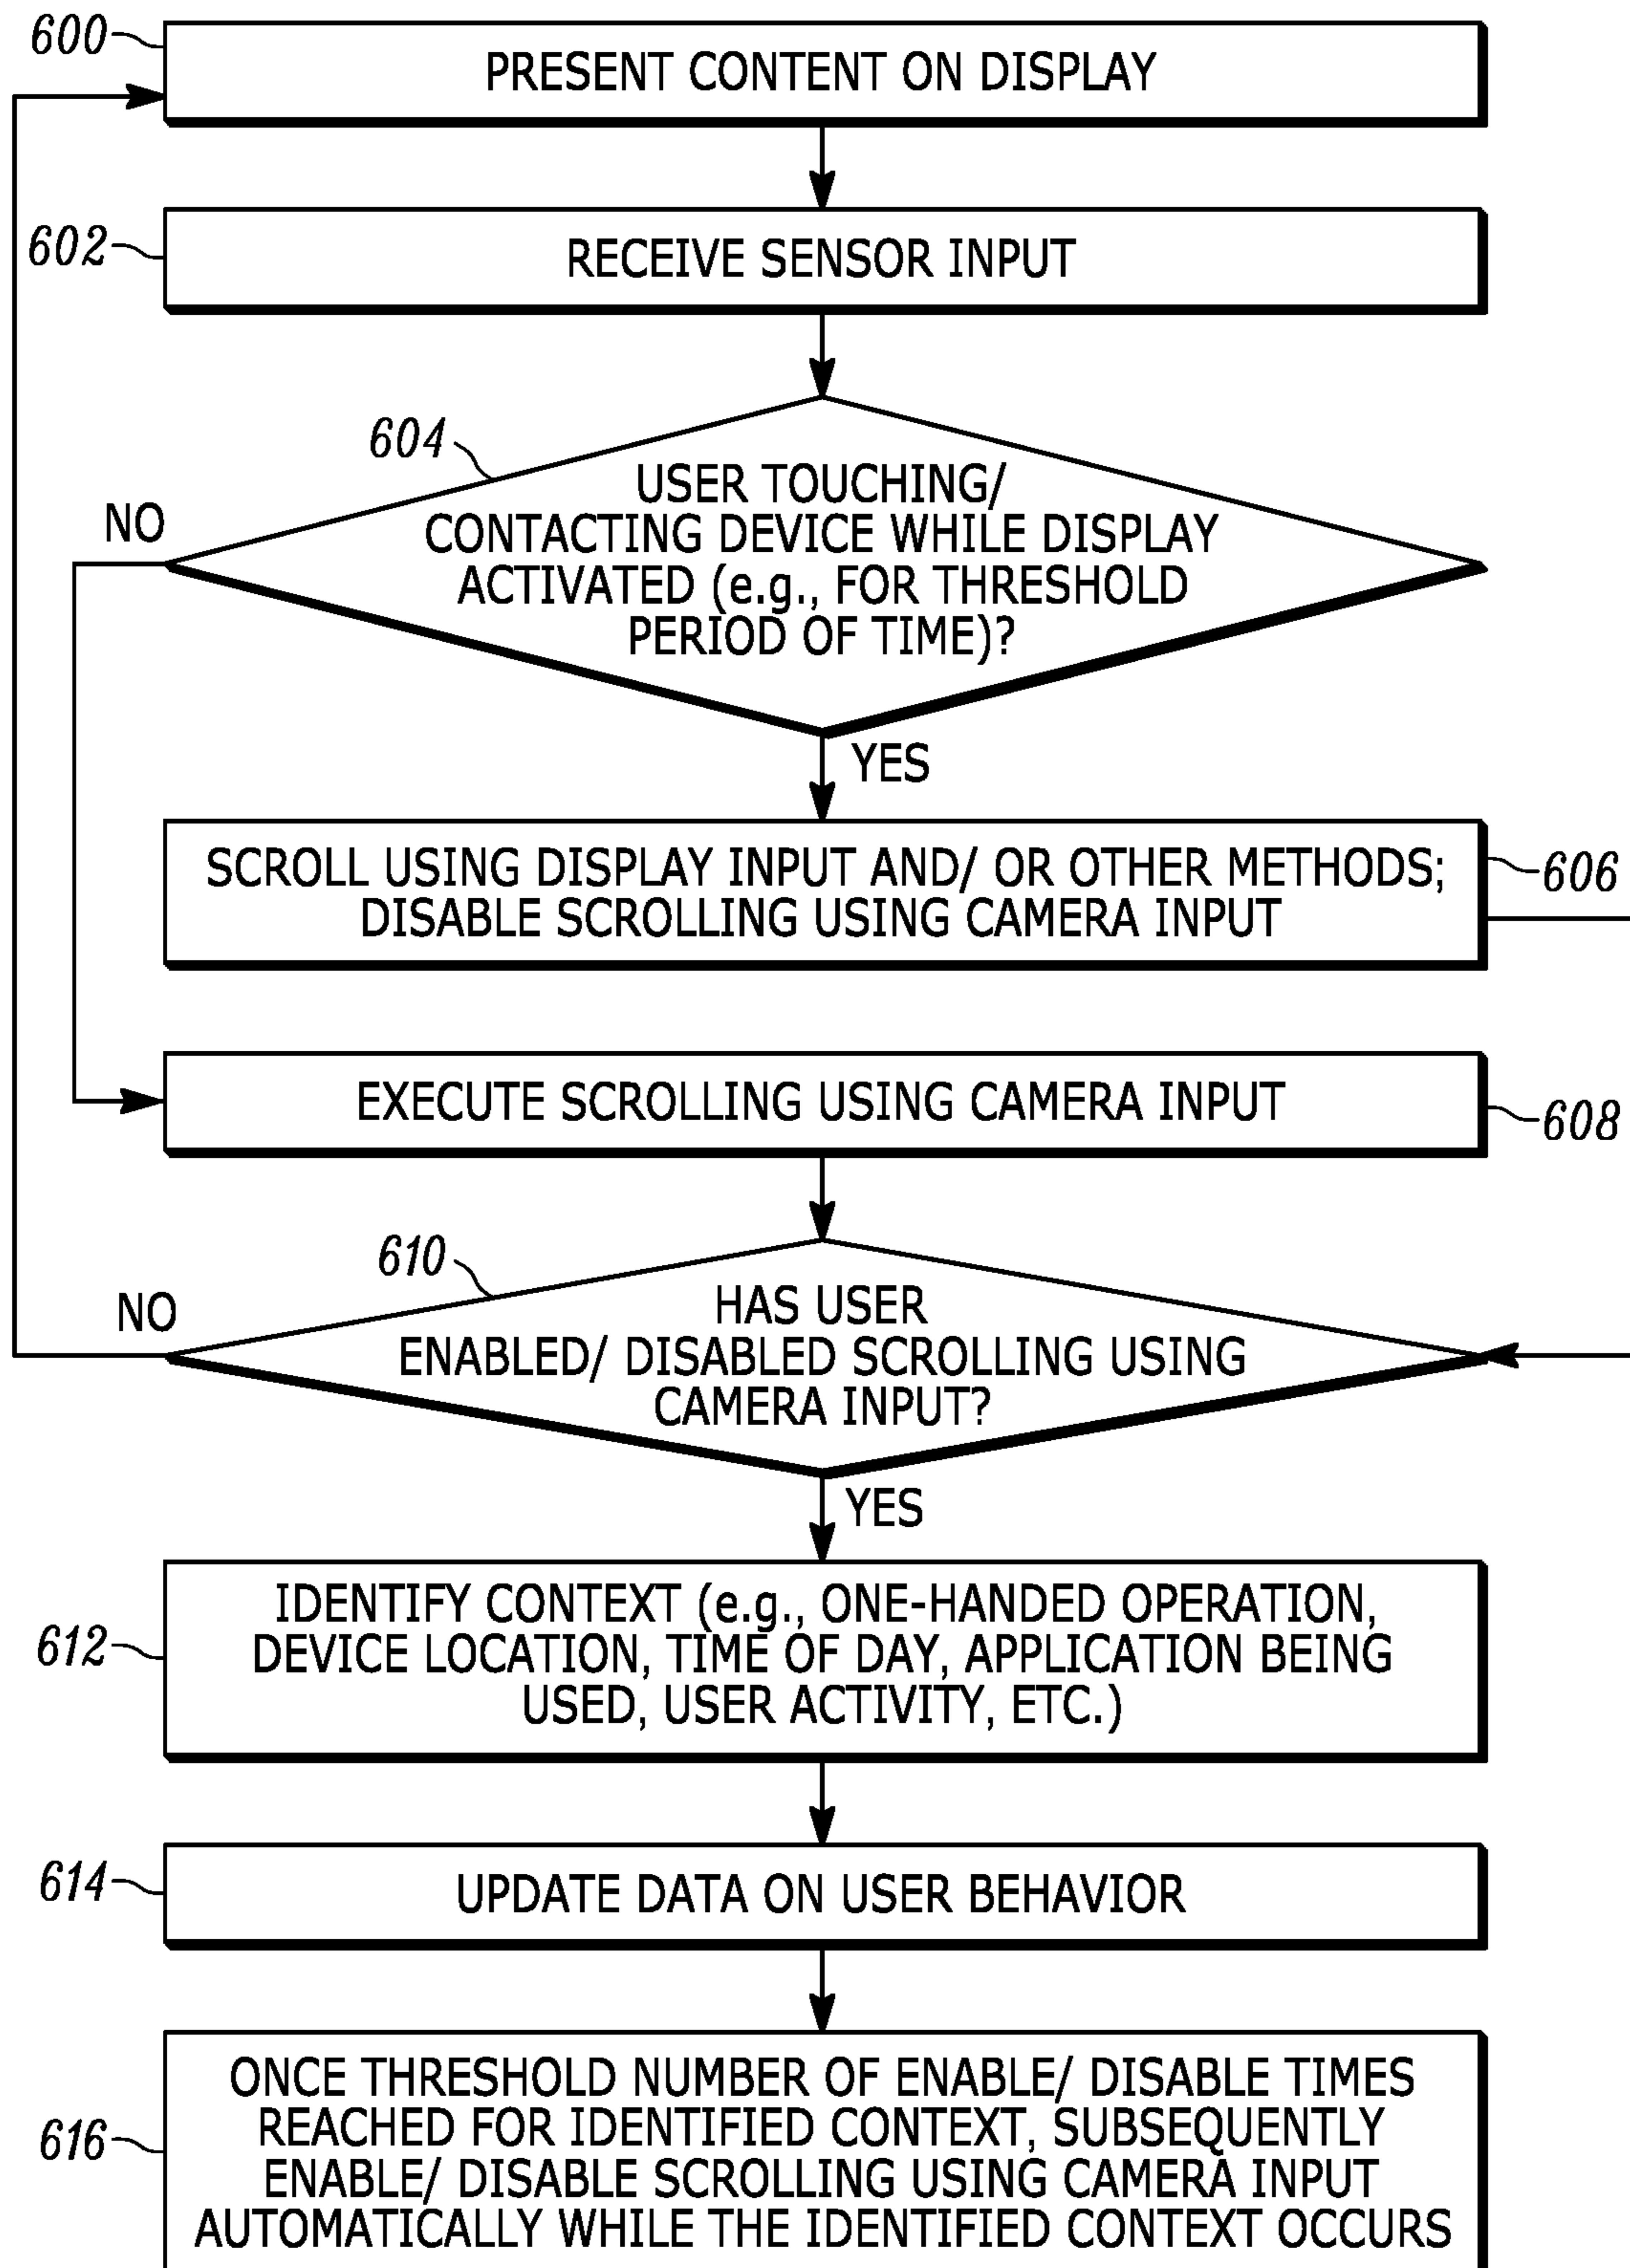 600
PRESENT CONTENT ON DISPLAY
602
RECEIVE SENSOR INPUT
604
USER TOUCHING/
CONTACTING DEVICE WHILE DISPLAY
ACTIVATED (e.g., FOR THRESHOLD
PERIOD OF TIME)?
NO
YES
SCROLL USING DISPLAY INPUT AND/ OR OTHER METHODS;
DISABLE SCROLLING USING CAMERA INPUT
606
EXECUTE SCROLLING USING CAMERA INPUT
608
610
HAS USER
ENABLED/ DISABLED SCROLLING USING
CAMERA INPUT?
NO
YES
612
IDENTIFY CONTEXT (e.g., ONE-HANDED OPERATION,
DEVICE LOCATION, TIME OF DAY, APPLICATION BEING
USED, USER ACTIVITY, ETC.)
614
UPDATE DATA ON USER BEHAVIOR
616
ONCE THRESHOLD NUMBER OF ENABLE/ DISABLE TIMES
REACHED FOR IDENTIFIED CONTEXT, SUBSEQUENTLY
ENABLE/ DISABLE SCROLLING USING CAMERA INPUT
AUTOMATICALLY WHILE THE IDENTIFIED CONTEXT OCCURS